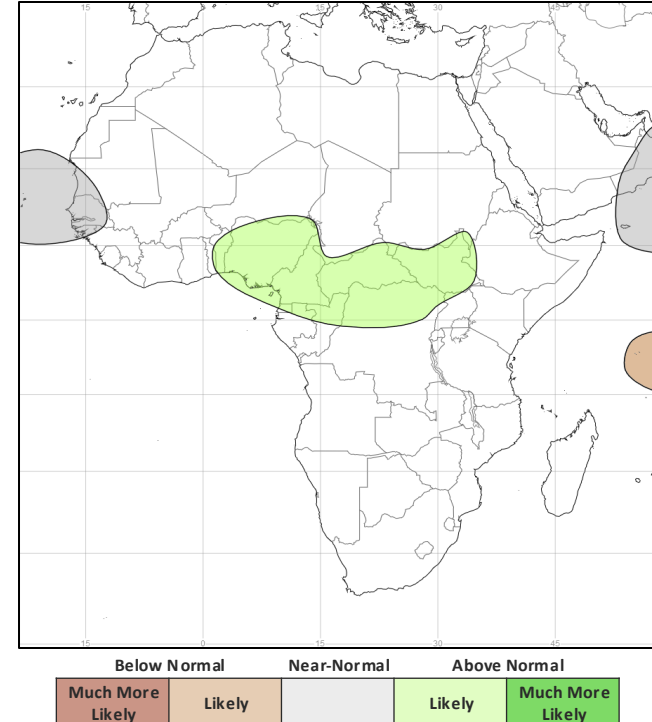 15 0 15 30 45
15 0 15 30 45
Below Normal Near-Normal Above Normal
Much More Likely Likely Much More
Likely Likely